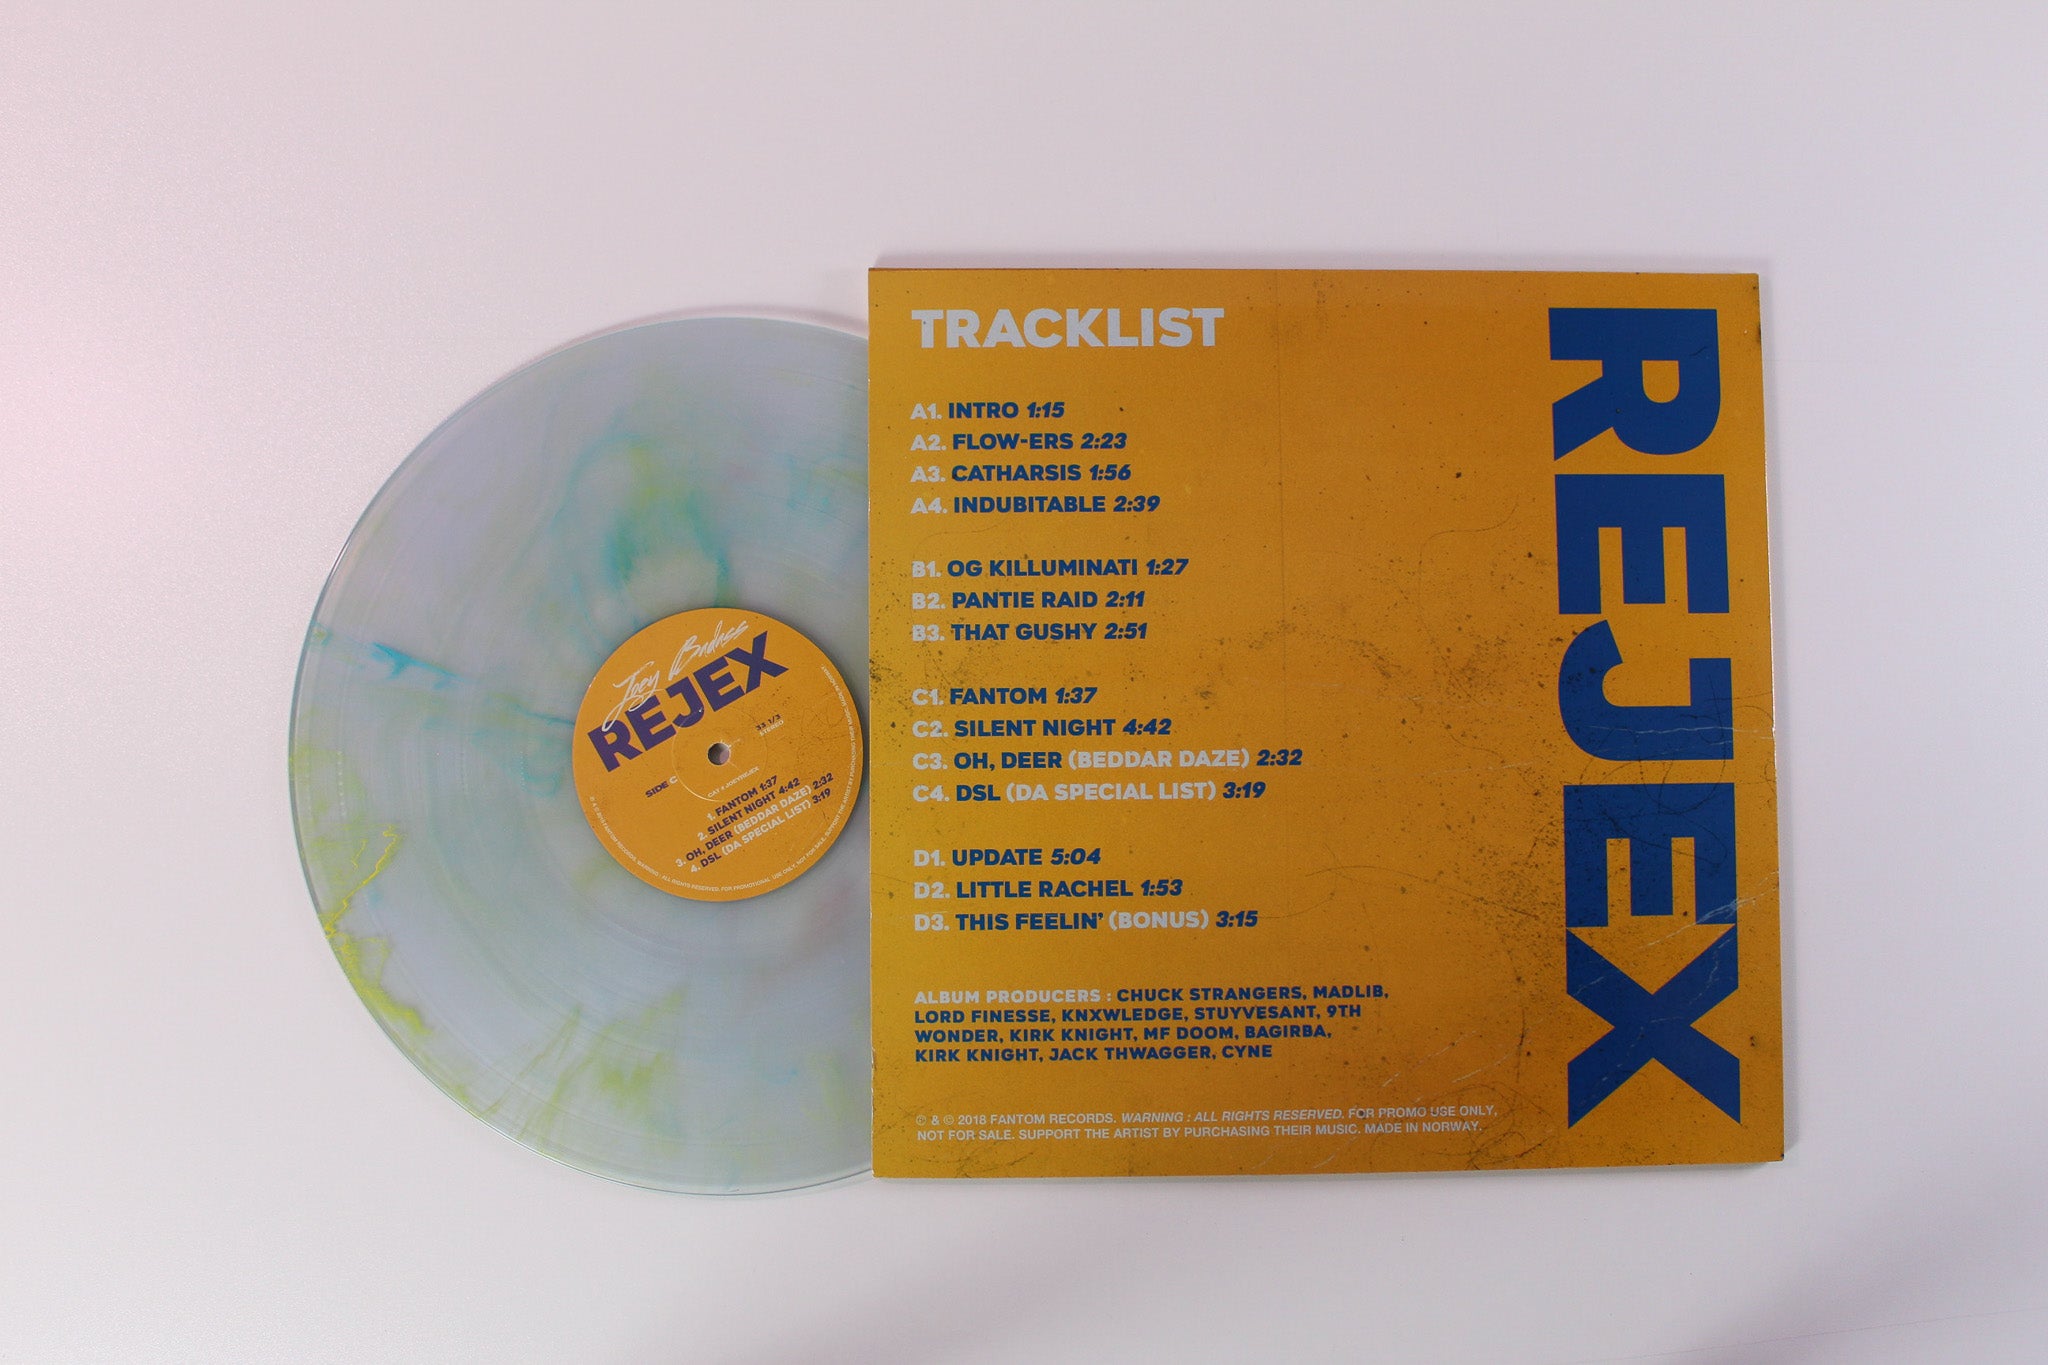 Joey Badass
REJEX
33 1/3
STEREO
SIDE C
CAT # JOEYREJEX
1. FANTOM 1:37
2. SILENT NIGHT 4:42
3. OH, DEER (BEDDAR DAZE) 2:32
4. DSL (DA SPECIAL LIST) 3:19
TRACKLIST
A1. INTRO 1:15
A2. FLOW-ERS 2:23
A3. CATHARSIS 1:56
A4. INDUBITABLE 2:39
B1. OG KILLUMINATI 1:27
B2. PANTIE RAID 2:11
B3. THAT GUSHY 2:51
C1. FANTOM 1:37
C2. SILENT NIGHT 4:42
C3. OH, DEER (BEDDAR DAZE) 2:32
C4. DSL (DA SPECIAL LIST) 3:19
D1. UPDATE 5:04
D2. LITTLE RACHEL 1:53
D3. THIS FEELIN' (BONUS) 3:15
ALBUM PRODUCERS : CHUCK STRANGERS, MADLIB,
LORD FINESSE, KNXWLEDGE, STUYVESANT, 9TH
WONDER, KIRK KNIGHT, MF DOOM, BAGIRBA,
KIRK KNIGHT, JACK THWAGGER, CYNE
℗ & © 2018 FANTOM RECORDS. WARNING : ALL RIGHTS RESERVED. FOR PROMO USE ONLY,
NOT FOR SALE. SUPPORT THE ARTIST BY PURCHASING THEIR MUSIC. MADE IN NORWAY.
REJEX